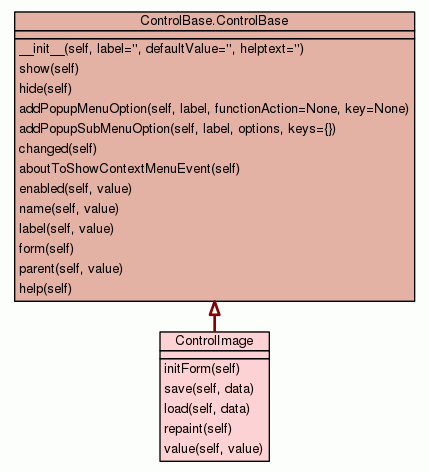 ControlBase.ControlBase
__init__(self, label='', defaultValue='', helptext='')
show(self)
hide(self)
addPopupMenuOption(self, label, functionAction=None, key=None)
addPopupSubMenuOption(self, label, options, keys={})
changed(self)
aboutToShowContextMenuEvent(self)
enabled(self, value)
name(self, value)
label(self, value)
form(self)
parent(self, value)
help(self)
ControlImage
initForm(self)
save(self, data)
load(self, data)
repaint(self)
value(self, value)